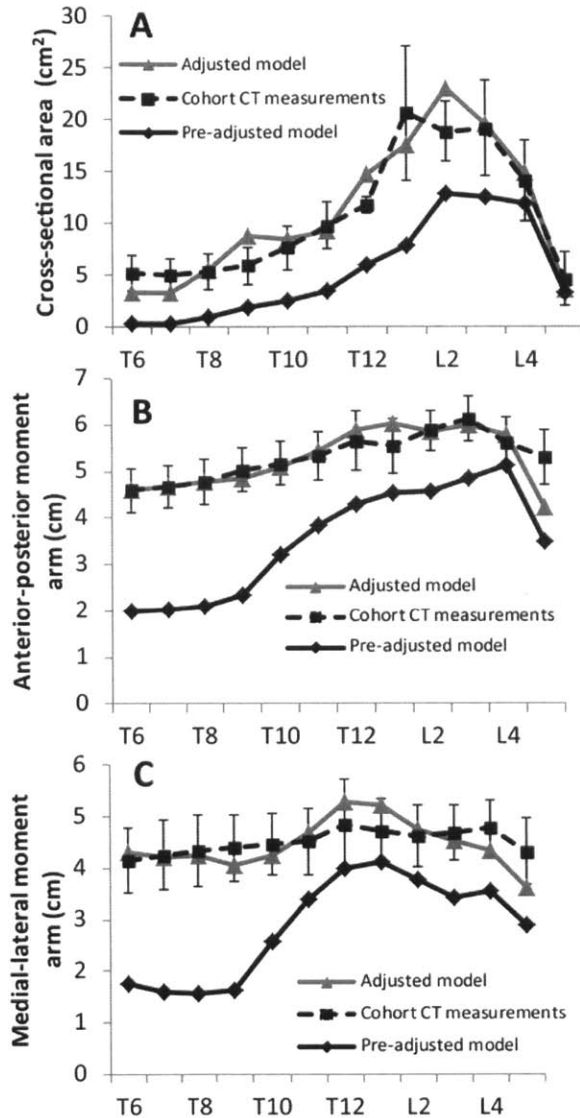 A
Cross-sectional area (cm²)
30
25
20
15
10
5
0
Adjusted model
Cohort CT measurements
Pre-adjusted model
T6 T8 T10 T12 L2 L4
B
Anterior-posterior moment
arm (cm)
7
6
5
4
3
2
1
0
Adjusted model
Cohort CT measurements
Pre-adjusted model
T6 T8 T10 T12 L2 L4
C
Medial-lateral moment
arm (cm)
6
5
4
3
2
1
0
Adjusted model
Cohort CT measurements
Pre-adjusted model
T6 T8 T10 T12 L2 L4